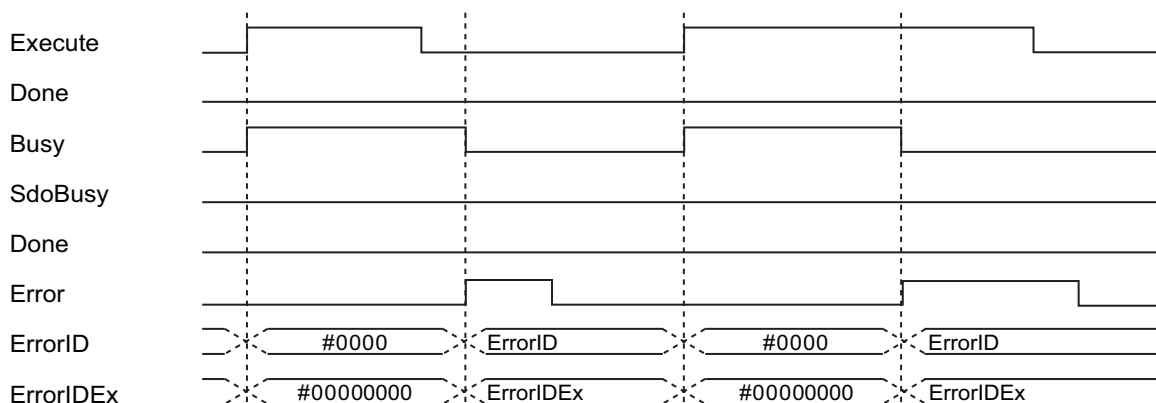 Execute
Done
Busy
SdoBusy
Done
Error
ErrorID #0000 ErrorID #0000 ErrorID
ErrorIDEx #00000000 ErrorIDEx #00000000 ErrorIDEx